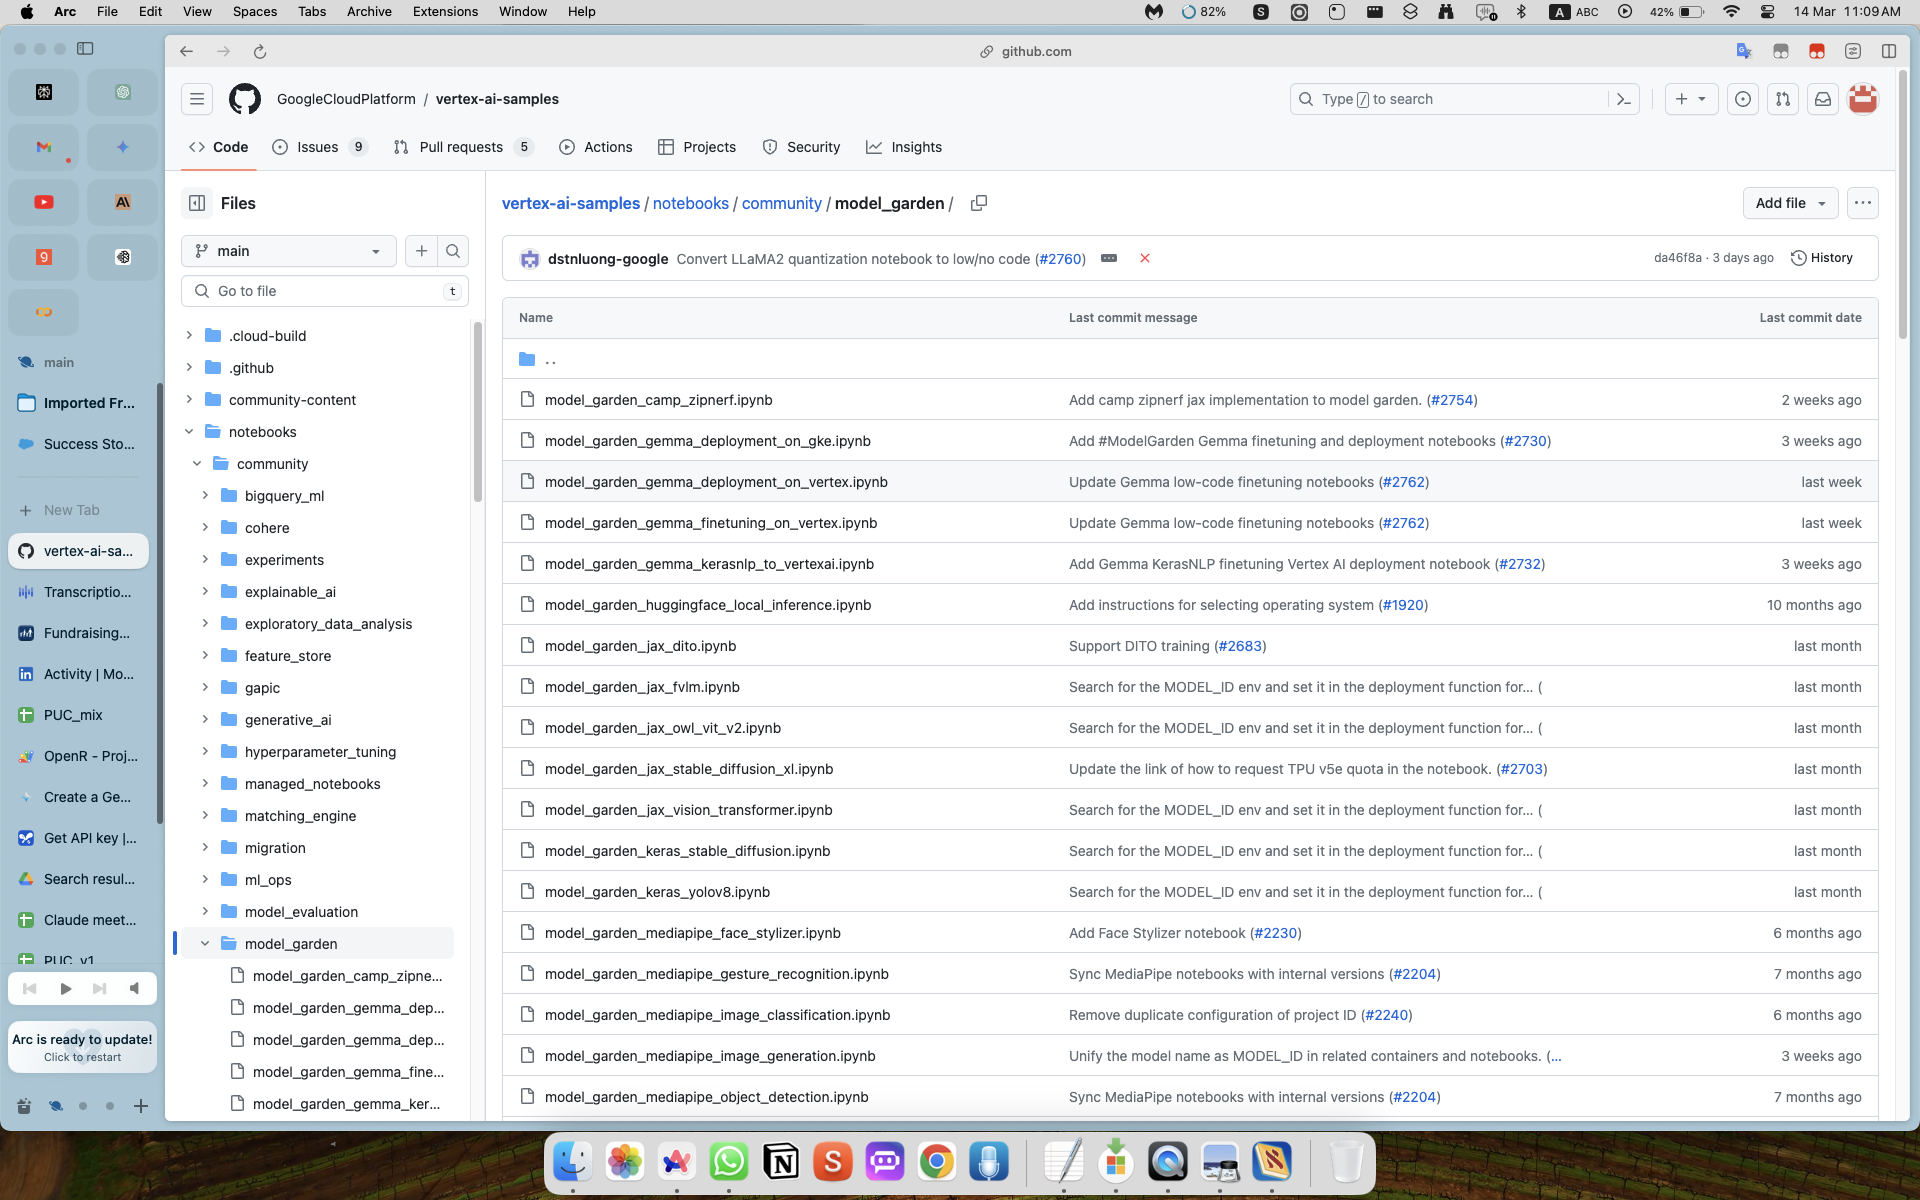 Arc File Edit View Spaces Tabs Archive Extensions Window Help
82% S A ABC 42% 14 Mar 11:09 AM
github.com
GoogleCloudPlatform / vertex-ai-samples
Type / to search
Code Issues 9 Pull requests 5 Actions Projects Security Insights
main
Imported Fr...
Success Sto...
New Tab
vertex-ai-sa...
Transcriptio...
Fundraising...
Activity | Mo...
PUC_mix
OpenR - Proj...
Create a Ge...
Get API key |...
Search resul...
Claude meet...
PUC_v1
Arc is ready to update!
Click to restart
Files
main
Go to file t
.cloud-build
.github
community-content
notebooks
community
bigquery_ml
cohere
experiments
explainable_ai
exploratory_data_analysis
feature_store
gapic
generative_ai
hyperparameter_tuning
managed_notebooks
matching_engine
migration
ml_ops
model_evaluation
model_garden
model_garden_camp_zipne...
model_garden_gemma_dep...
model_garden_gemma_dep...
model_garden_gemma_fine...
model_garden_gemma_ker...
vertex-ai-samples / notebooks / community / model_garden /
Add file
dstnluong-google Convert LLaMA2 quantization notebook to low/no code (#2760) da46f8a · 3 days ago History
Name Last commit message Last commit date
..
model_garden_camp_zipnerf.ipynb Add camp zipnerf jax implementation to model garden. (#2754) 2 weeks ago
model_garden_gemma_deployment_on_gke.ipynb Add #ModelGarden Gemma finetuning and deployment notebooks (#2730) 3 weeks ago
model_garden_gemma_deployment_on_vertex.ipynb Update Gemma low-code finetuning notebooks (#2762) last week
model_garden_gemma_finetuning_on_vertex.ipynb Update Gemma low-code finetuning notebooks (#2762) last week
model_garden_gemma_kerasnlp_to_vertexai.ipynb Add Gemma KerasNLP finetuning Vertex AI deployment notebook (#2732) 3 weeks ago
model_garden_huggingface_local_inference.ipynb Add instructions for selecting operating system (#1920) 10 months ago
model_garden_jax_dito.ipynb Support DITO training (#2683) last month
model_garden_jax_fvlm.ipynb Search for the MODEL_ID env and set it in the deployment function for... ( last month
model_garden_jax_owl_vit_v2.ipynb Search for the MODEL_ID env and set it in the deployment function for... ( last month
model_garden_jax_stable_diffusion_xl.ipynb Update the link of how to request TPU v5e quota in the notebook. (#2703) last month
model_garden_jax_vision_transformer.ipynb Search for the MODEL_ID env and set it in the deployment function for... ( last month
model_garden_keras_stable_diffusion.ipynb Search for the MODEL_ID env and set it in the deployment function for... ( last month
model_garden_keras_yolov8.ipynb Search for the MODEL_ID env and set it in the deployment function for... ( last month
model_garden_mediapipe_face_stylizer.ipynb Add Face Stylizer notebook (#2230) 6 months ago
model_garden_mediapipe_gesture_recognition.ipynb Sync MediaPipe notebooks with internal versions (#2204) 7 months ago
model_garden_mediapipe_image_classification.ipynb Remove duplicate configuration of project ID (#2240) 6 months ago
model_garden_mediapipe_image_generation.ipynb Unify the model name as MODEL_ID in related containers and notebooks. (... 3 weeks ago
model_garden_mediapipe_object_detection.ipynb Sync MediaPipe notebooks with internal versions (#2204) 7 months ago